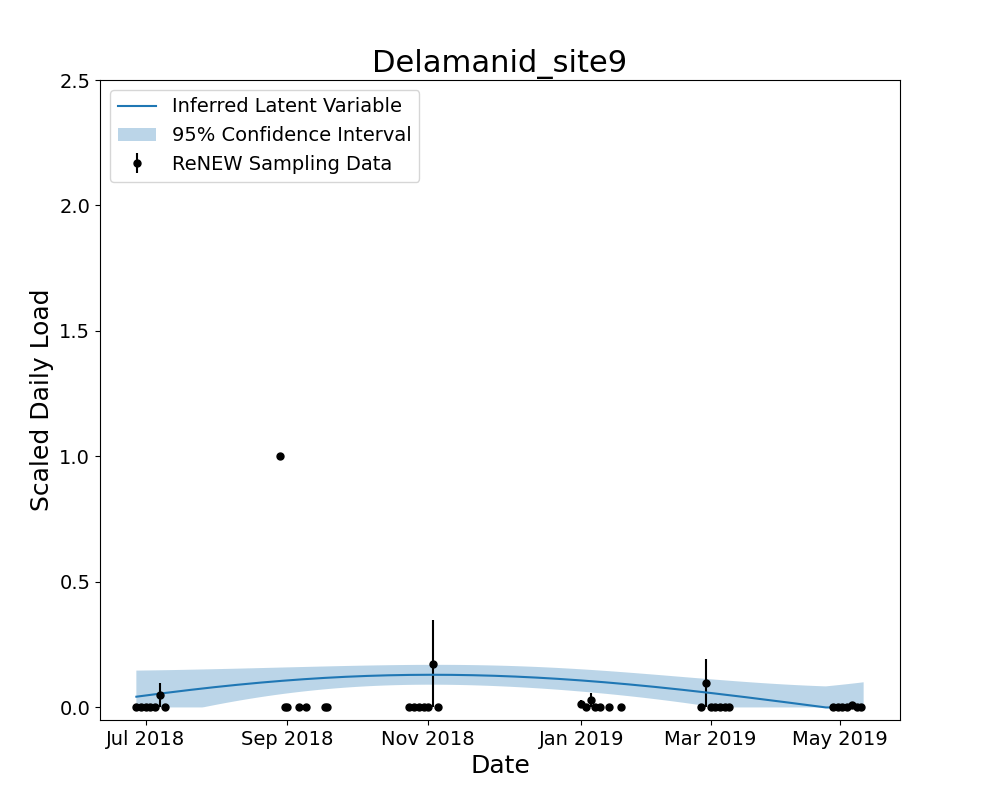 Delamanid_site9
Inferred Latent Variable
95% Confidence Interval
ReNEW Sampling Data
Scaled Daily Load
2.5
2.0
1.5
1.0
0.5
0.0
Jul 2018 Sep 2018 Nov 2018 Jan 2019 Mar 2019 May 2019
Date